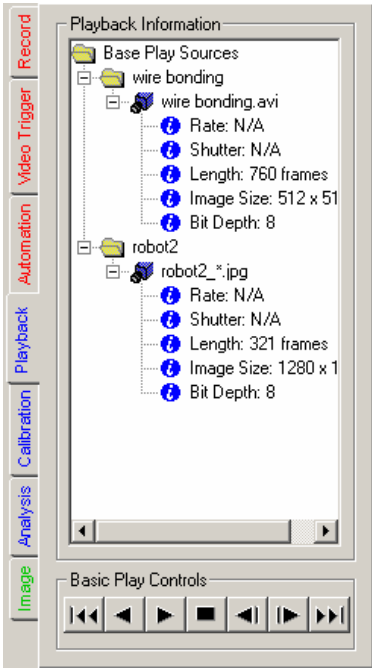 Record
Video Trigger
Automation
Playback
Calibration
Analysis
Image
Playback Information
Base Play Sources
wire bonding
wire bonding.avi
Rate: N/A
Shutter: N/A
Length: 760 frames
Image Size: 512 x 51
Bit Depth: 8
robot2
robot2_*.jpg
Rate: N/A
Shutter: N/A
Length: 321 frames
Image Size: 1280 x 1
Bit Depth: 8
Basic Play Controls